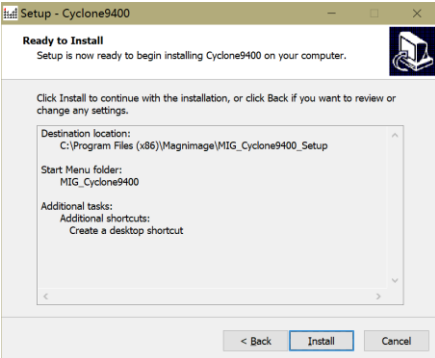 Setup - Cyclone9400
Ready to Install
Setup is now ready to begin installing Cyclone9400 on your computer.
Click Install to continue with the installation, or click Back if you want to review or
change any settings.
Destination location:
C:\Program Files (x86)\Magnimage\MIG_Cyclone9400_Setup
Start Menu folder:
MIG_Cyclone9400
Additional tasks:
Additional shortcuts:
Create a desktop shortcut
< Back
Install
Cancel